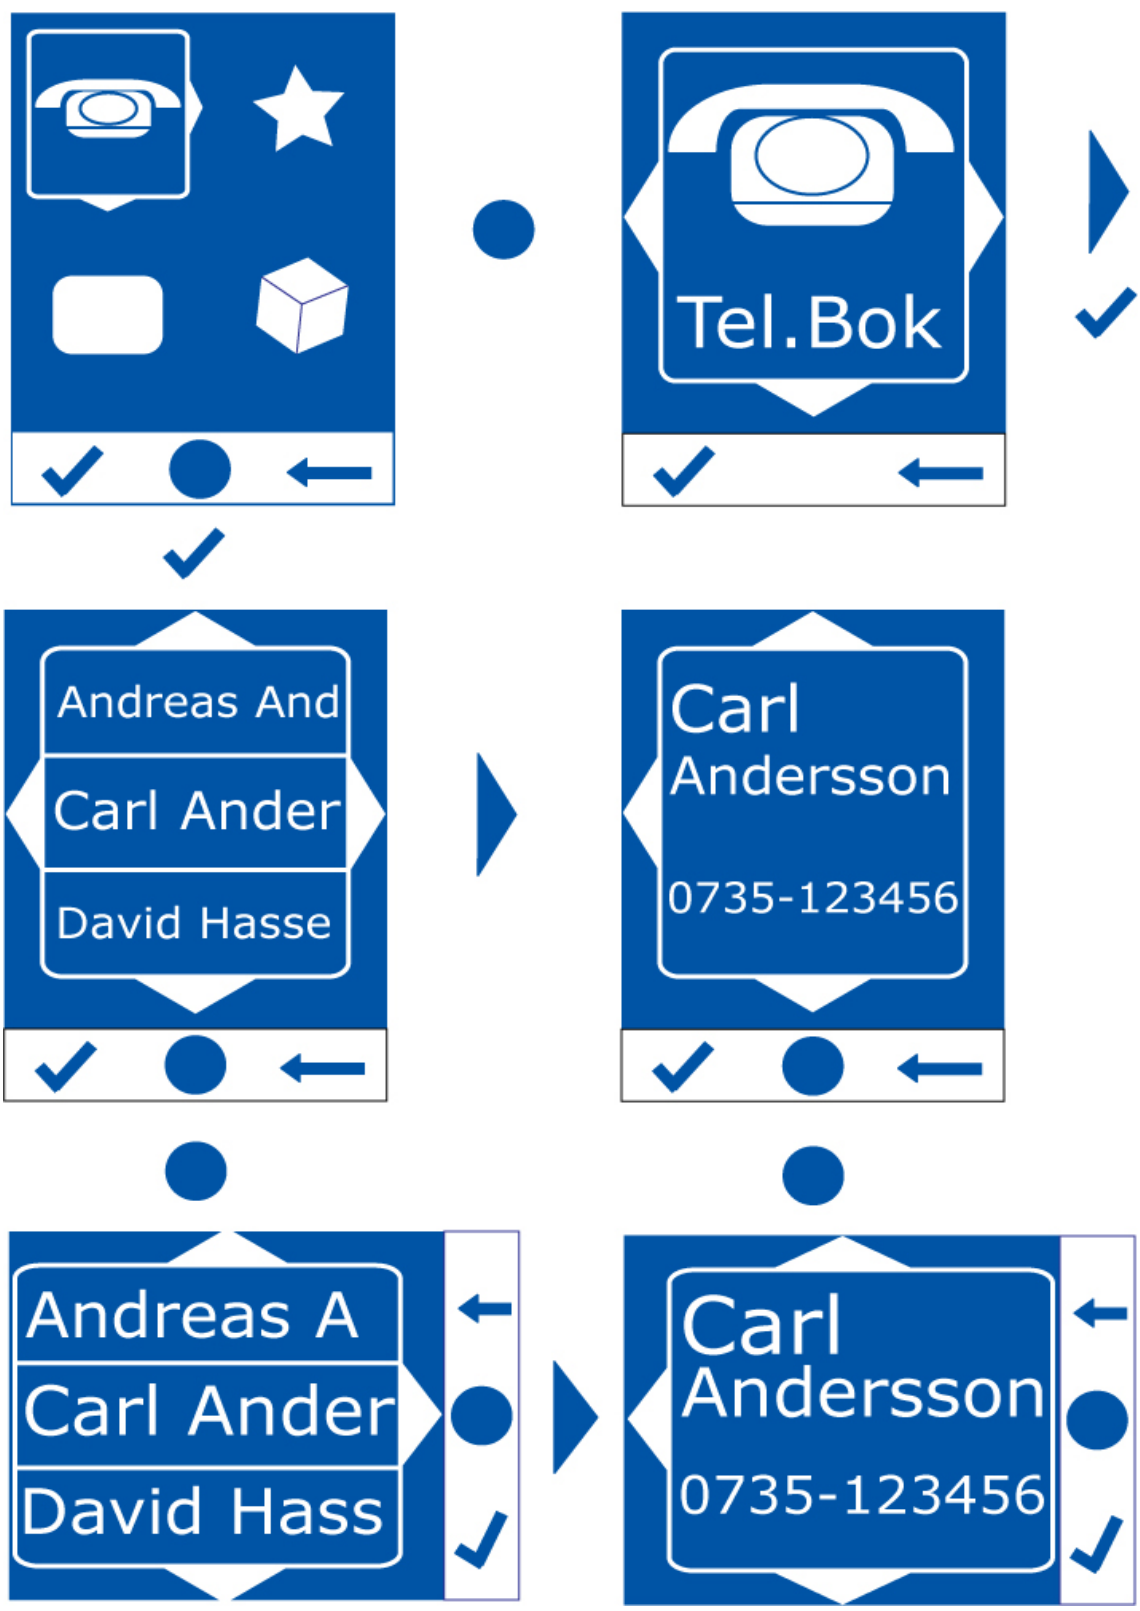 Tel.Bok
Andreas And
Carl Ander
David Hasse
Carl
Andersson
0735-123456
Andreas A
Carl Ander
David Hass
Carl
Andersson
0735-123456